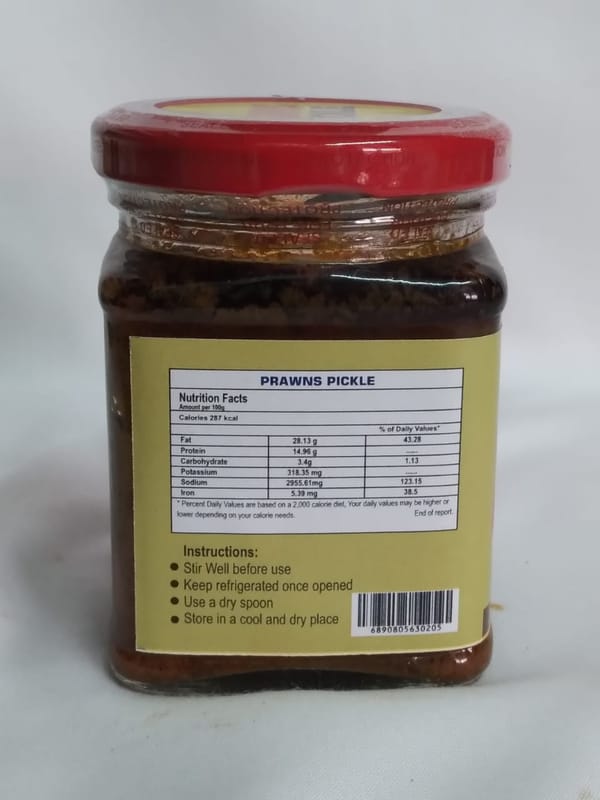 PRAWNS PICKLE
Nutrition Facts
Amount per 100g
Calories 287 kcal
% of Daily Values*
Fat 28.13 g 43.28
Protein 14.96 g -----
Carbohydrate 3.4g 1.13
Potassium 318.35 mg -----
Sodium 2955.61mg 123.15
Iron 5.39 mg 38.5
* Percent Daily Values are based on a 2,000 calorie diet, Your daily values may be higher or
lower depending on your calorie needs. End of report
Instructions:
● Stir Well before use
● Keep refrigerated once opened
● Use a dry spoon
● Store in a cool and dry place
6890805630205